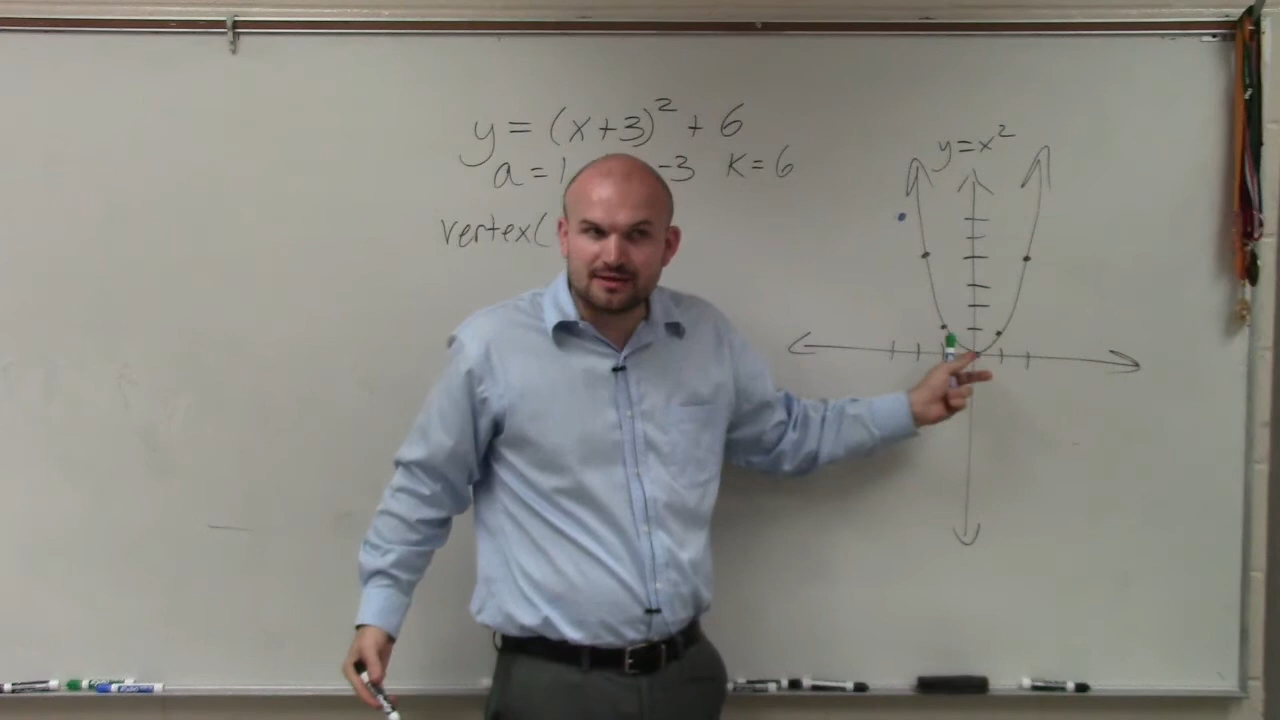 y = (x+3)² + 6
a = 1 -3 K = 6
vertex(
y = x²